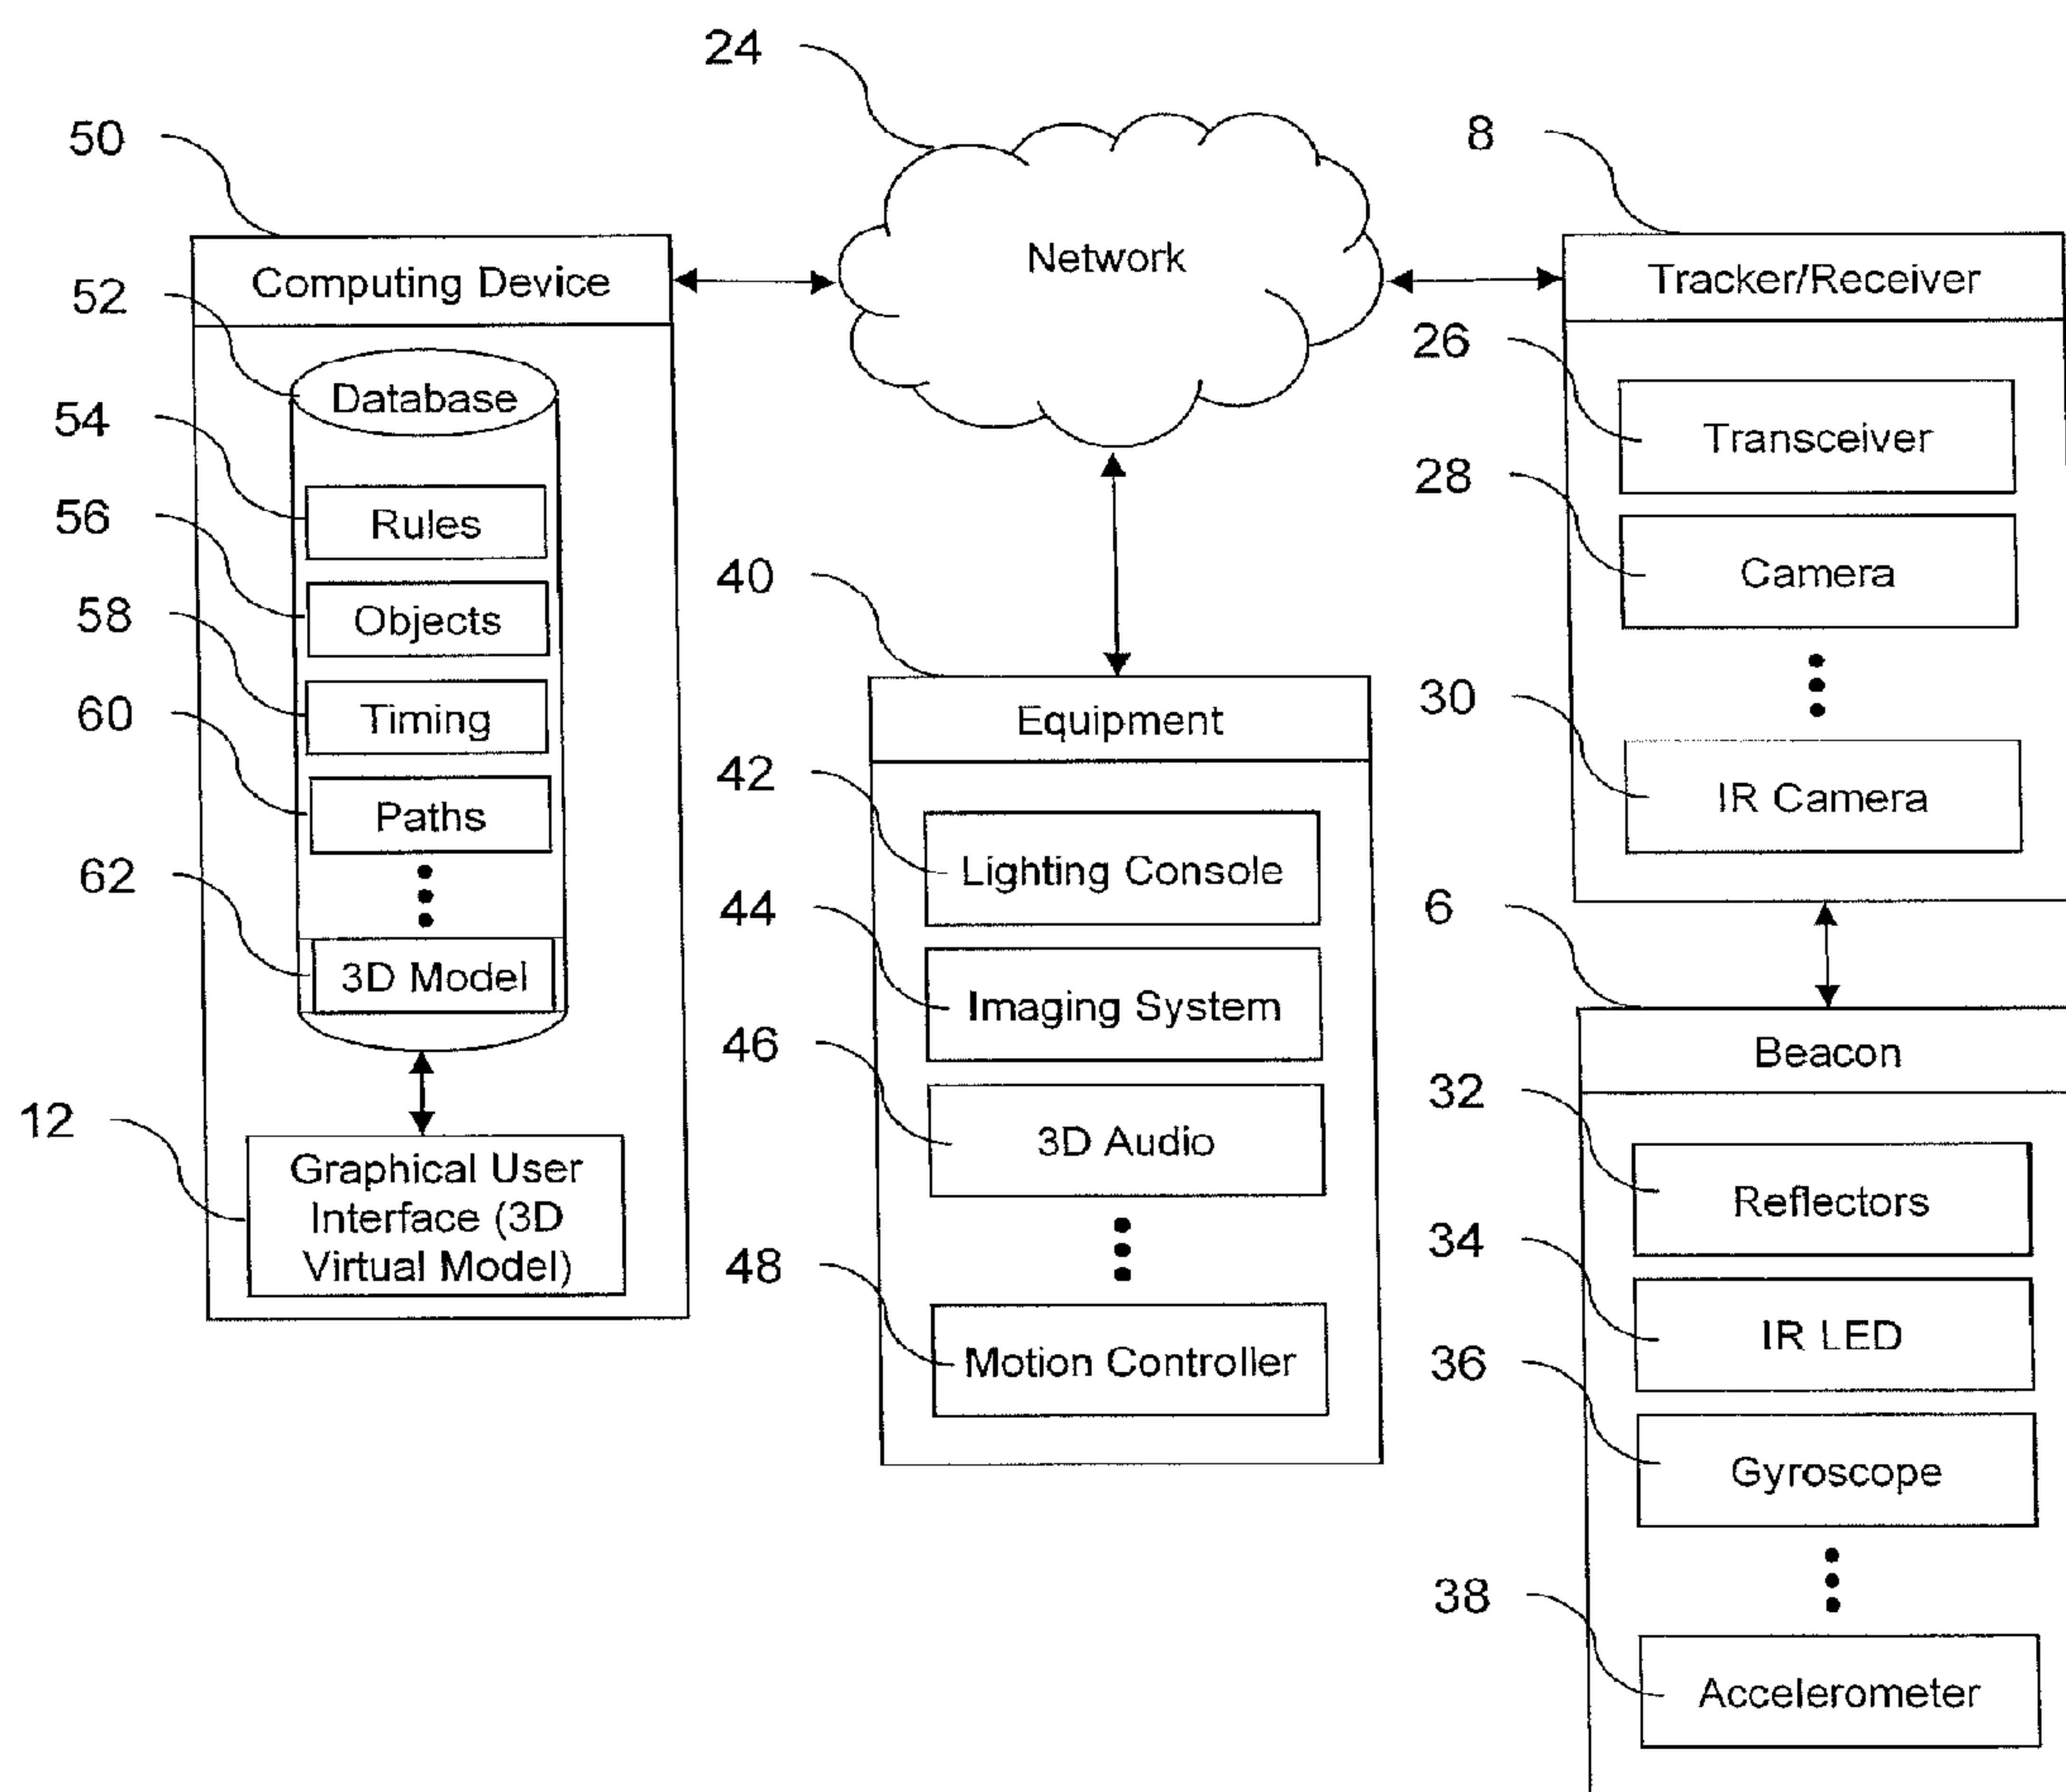 24
50
8
Network
Computing Device
Tracker/Receiver
52
26
Database
Transceiver
54
28
Rules
56
Camera
40
Objects
58
30
Timing
Equipment
60
42
IR Camera
Paths
Lighting Console
62
44
6
3D Model
Imaging System
46
Beacon
32
12
3D Audio
Graphical User
Interface (3D
Virtual Model)
Reflectors
34
48
IR LED
Motion Controller
36
Gyroscope
38
Accelerometer